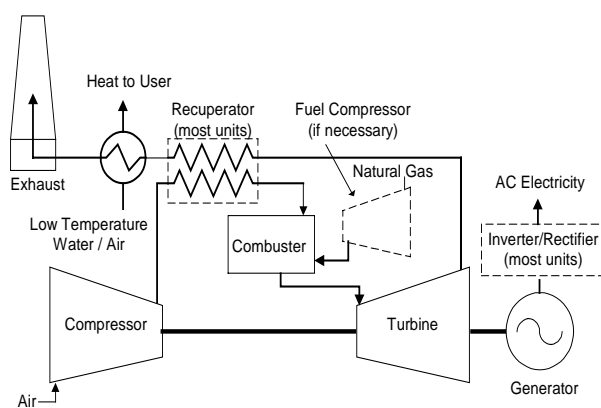 Heat to User
Recuperator
(most units)
Fuel Compressor
(if necessary)
Natural Gas
Exhaust
AC Electricity
Low Temperature
Water / Air
Combuster
Inverter/Rectifier
(most units)
Compressor
Turbine
Generator
Air